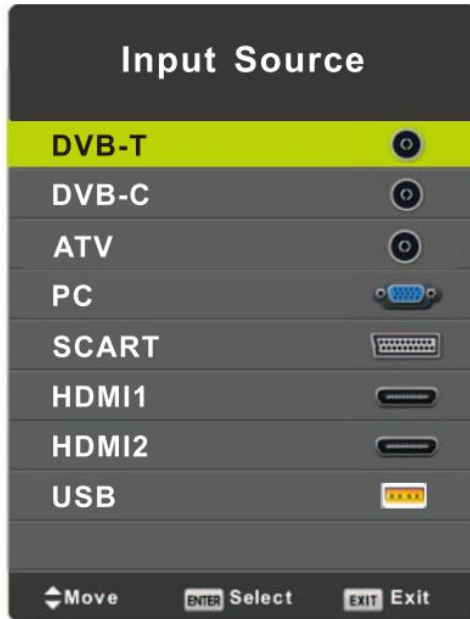 Input Source
DVB-T
DVB-C
ATV
PC
SCART
HDMI1
HDMI2
USB
Move ENTER Select EXIT Exit